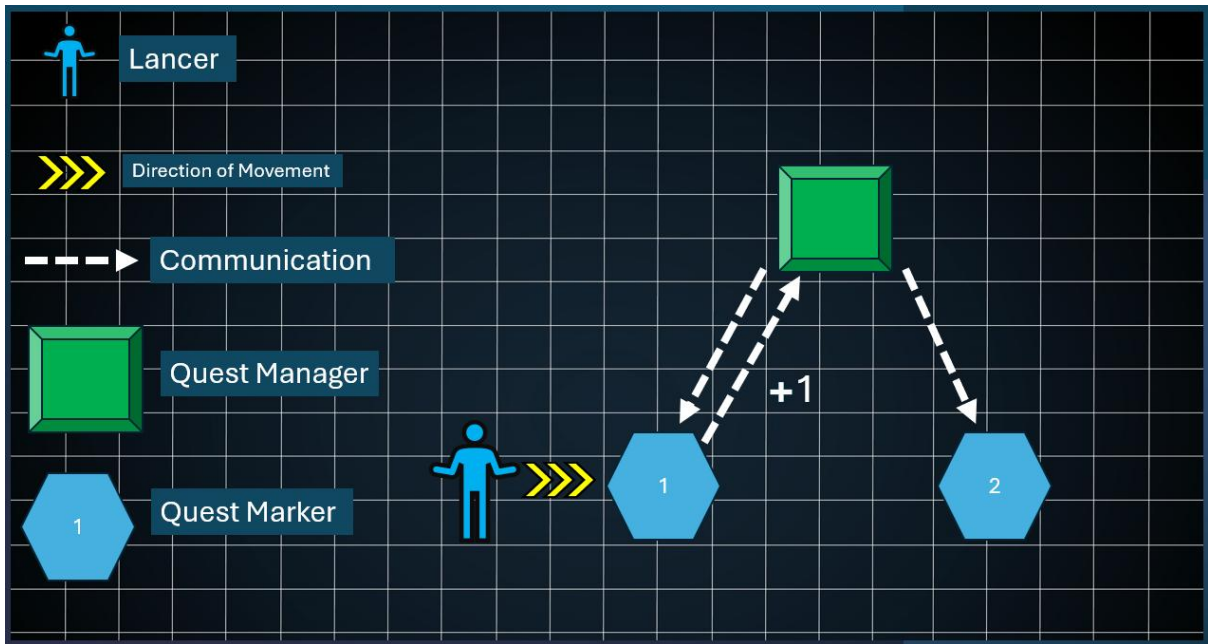 Lancer
Direction of Movement
Communication
Quest Manager
1
Quest Marker
+1
1
2